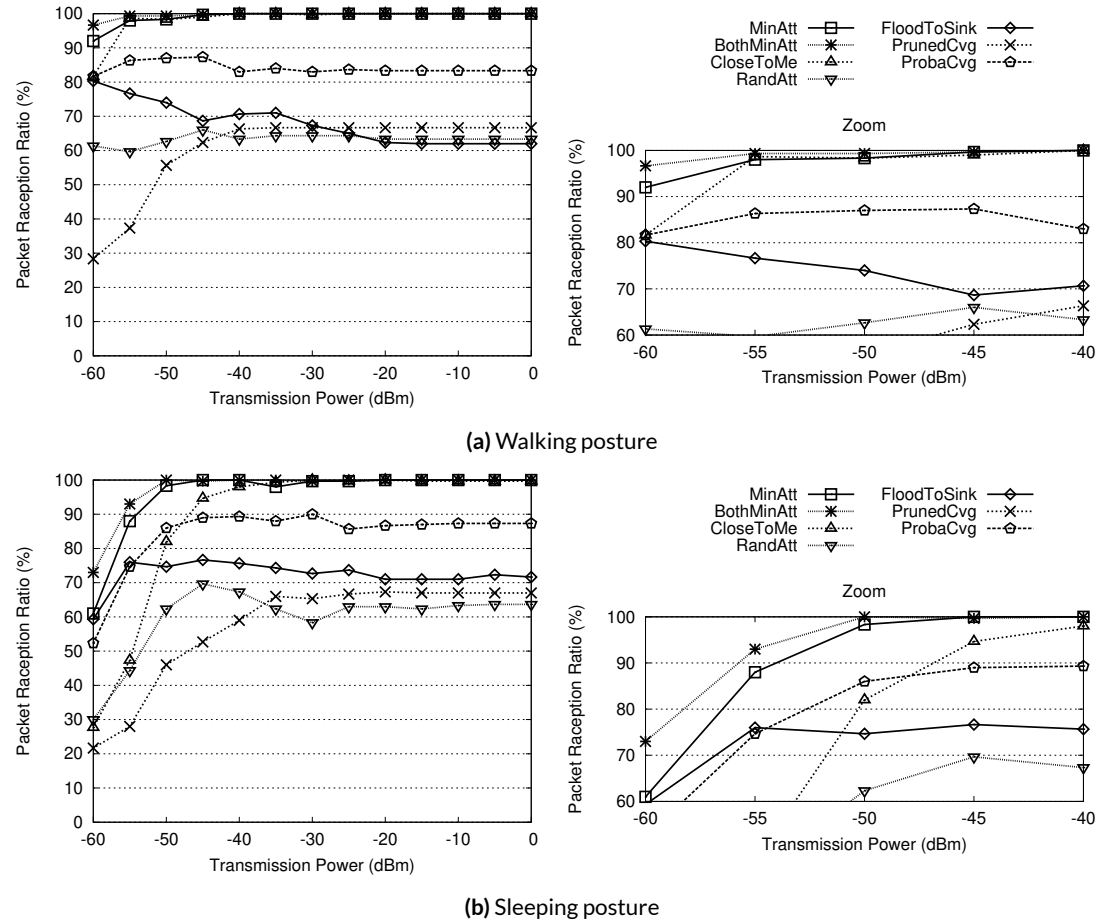 100
90
80
70
60
50
40
30
20
10
0
-60 -50 -40 -30 -20 -10 0
Packet Raception Ratio (%)
Transmission Power (dBm)
MinAtt
BothMinAtt
CloseToMe
RandAtt
FloodToSink
PrunedCvg
ProbaCvg
Zoom
100
90
80
70
60
-60 -55 -50 -45 -40
Packet Raception Ratio (%)
Transmission Power (dBm)
(a) Walking posture
100
90
80
70
60
50
40
30
20
10
0
-60 -50 -40 -30 -20 -10 0
Packet Raception Ratio (%)
Transmission Power (dBm)
MinAtt
BothMinAtt
CloseToMe
RandAtt
FloodToSink
PrunedCvg
ProbaCvg
Zoom
100
90
80
70
60
-60 -55 -50 -45 -40
Packet Raception Ratio (%)
Transmission Power (dBm)
(b) Sleeping posture